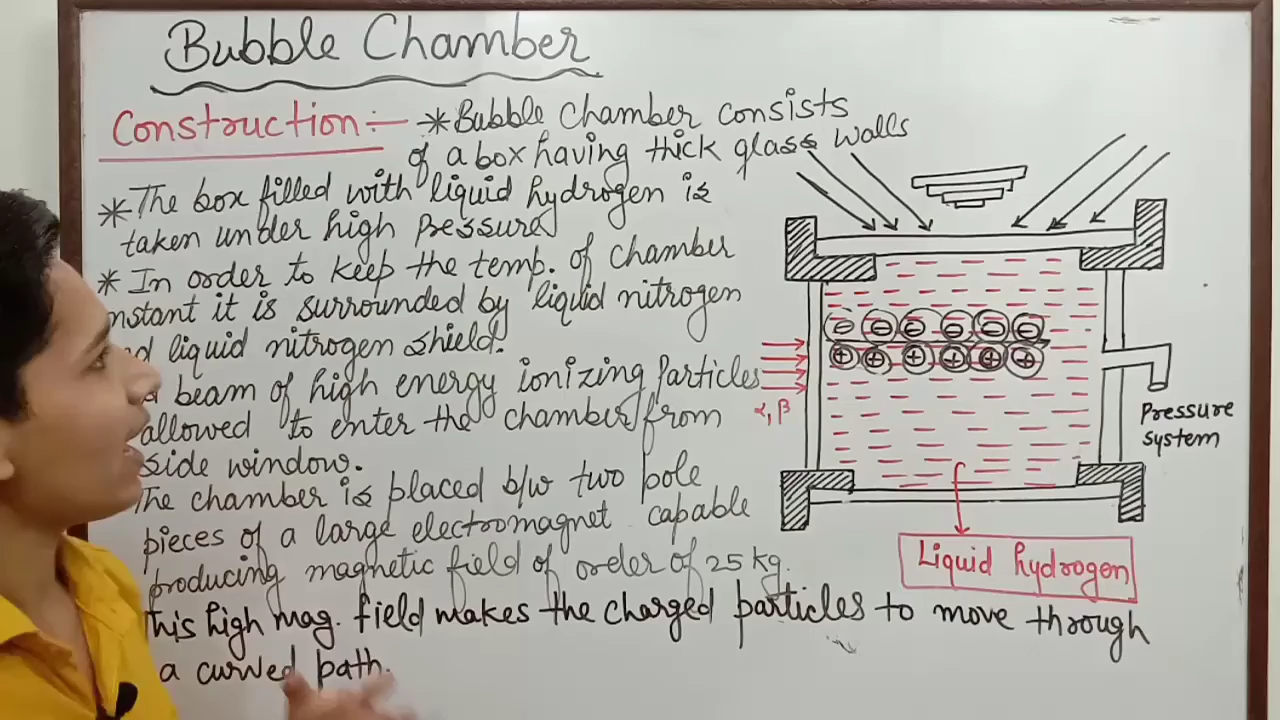 Bubble Chamber
Construction :- * Bubble Chamber consists
of a box having thick glass walls
* The box filled with liquid hydrogen is
taken under high pressure
* In order to keep the temp. of chamber
nstant it is surrounded by liquid nitrogen
d liquid nitrogen shield.
a beam of high energy ionizing particles
allowed to enter the chamber from
side window.
The chamber is placed b/w two pole
pieces of a large electromagnet capable
producing magnetic field of order of 25 kg.
This high mag. field makes the charged particles to move through
a curved path.
α, β
Pressure
system
Liquid hydrogen